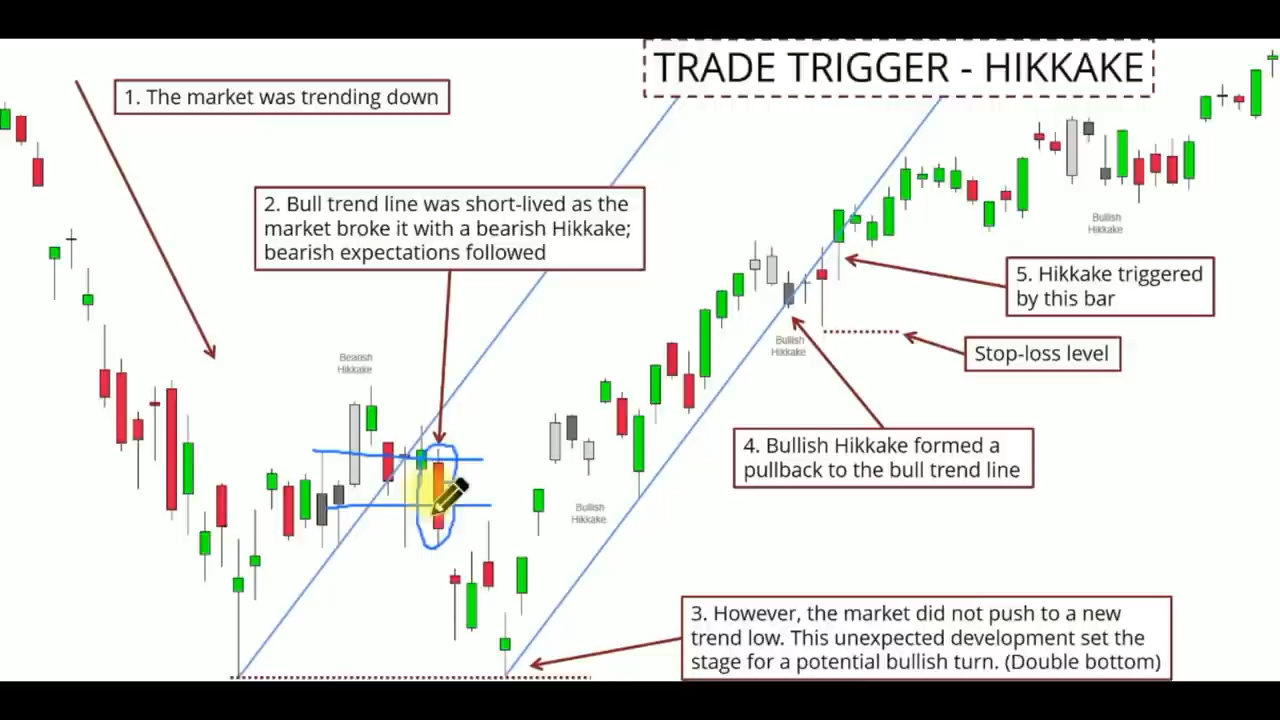 TRADE TRIGGER - HIKKAKE
1. The market was trending down
2. Bull trend line was short-lived as the
market broke it with a bearish Hikkake;
bearish expectations followed
Bearish
Hikkake
Bullish
Hikkake
5. Hikkake triggered
by this bar
Stop-loss level
Bullish
Hikkake
4. Bullish Hikkake formed a
pullback to the bull trend line
Bullish
Hikkake
3. However, the market did not push to a new
trend low. This unexpected development set the
stage for a potential bullish turn. (Double bottom)